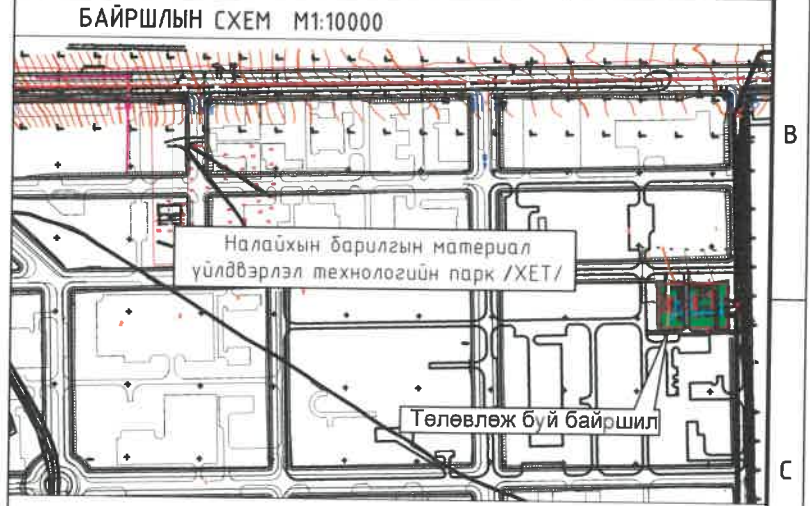 БАЙРШЛЫН СХЕМ М1:10000
В
Налайхын барилгын материал
үйлдвэрлэл технологийн парк /ХЕТ/
Төлөвлөж буй байршил
С